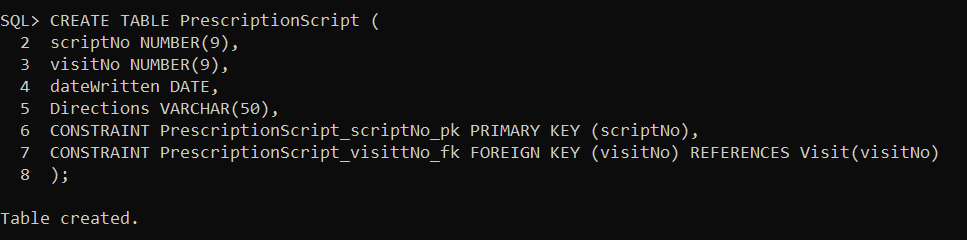 SQL> CREATE TABLE PrescriptionScript (
2 scriptNo NUMBER(9),
3 visitNo NUMBER(9),
4 dateWritten DATE,
5 Directions VARCHAR(50),
6 CONSTRAINT PrescriptionScript_scriptNo_pk PRIMARY KEY (scriptNo),
7 CONSTRAINT PrescriptionScript_visittNo_fk FOREIGN KEY (visitNo) REFERENCES Visit(visitNo)
8 );
Table created.